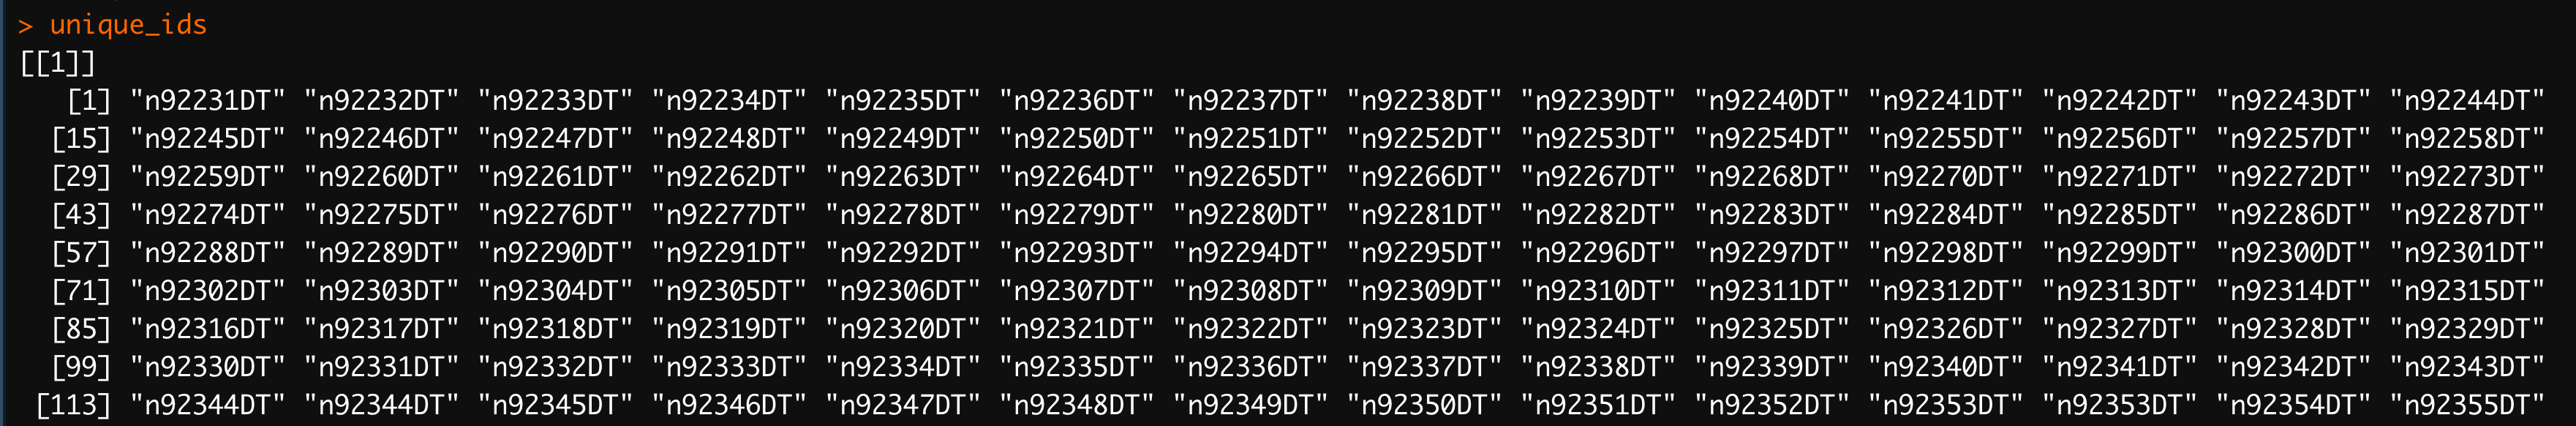 > unique_ids
[[1]]
[1] "n92231DT" "n92232DT" "n92233DT" "n92234DT" "n92235DT" "n92236DT" "n92237DT" "n92238DT" "n92239DT" "n92240DT" "n92241DT" "n92242DT" "n92243DT" "n92244DT"
[15] "n92245DT" "n92246DT" "n92247DT" "n92248DT" "n92249DT" "n92250DT" "n92251DT" "n92252DT" "n92253DT" "n92254DT" "n92255DT" "n92256DT" "n92257DT" "n92258DT"
[29] "n92259DT" "n92260DT" "n92261DT" "n92262DT" "n92263DT" "n92264DT" "n92265DT" "n92266DT" "n92267DT" "n92268DT" "n92270DT" "n92271DT" "n92272DT" "n92273DT"
[43] "n92274DT" "n92275DT" "n92276DT" "n92277DT" "n92278DT" "n92279DT" "n92280DT" "n92281DT" "n92282DT" "n92283DT" "n92284DT" "n92285DT" "n92286DT" "n92287DT"
[57] "n92288DT" "n92289DT" "n92290DT" "n92291DT" "n92292DT" "n92293DT" "n92294DT" "n92295DT" "n92296DT" "n92297DT" "n92298DT" "n92299DT" "n92300DT" "n92301DT"
[71] "n92302DT" "n92303DT" "n92304DT" "n92305DT" "n92306DT" "n92307DT" "n92308DT" "n92309DT" "n92310DT" "n92311DT" "n92312DT" "n92313DT" "n92314DT" "n92315DT"
[85] "n92316DT" "n92317DT" "n92318DT" "n92319DT" "n92320DT" "n92321DT" "n92322DT" "n92323DT" "n92324DT" "n92325DT" "n92326DT" "n92327DT" "n92328DT" "n92329DT"
[99] "n92330DT" "n92331DT" "n92332DT" "n92333DT" "n92334DT" "n92335DT" "n92336DT" "n92337DT" "n92338DT" "n92339DT" "n92340DT" "n92341DT" "n92342DT" "n92343DT"
[113] "n92344DT" "n92344DT" "n92345DT" "n92346DT" "n92347DT" "n92348DT" "n92349DT" "n92350DT" "n92351DT" "n92352DT" "n92353DT" "n92353DT" "n92354DT" "n92355DT"